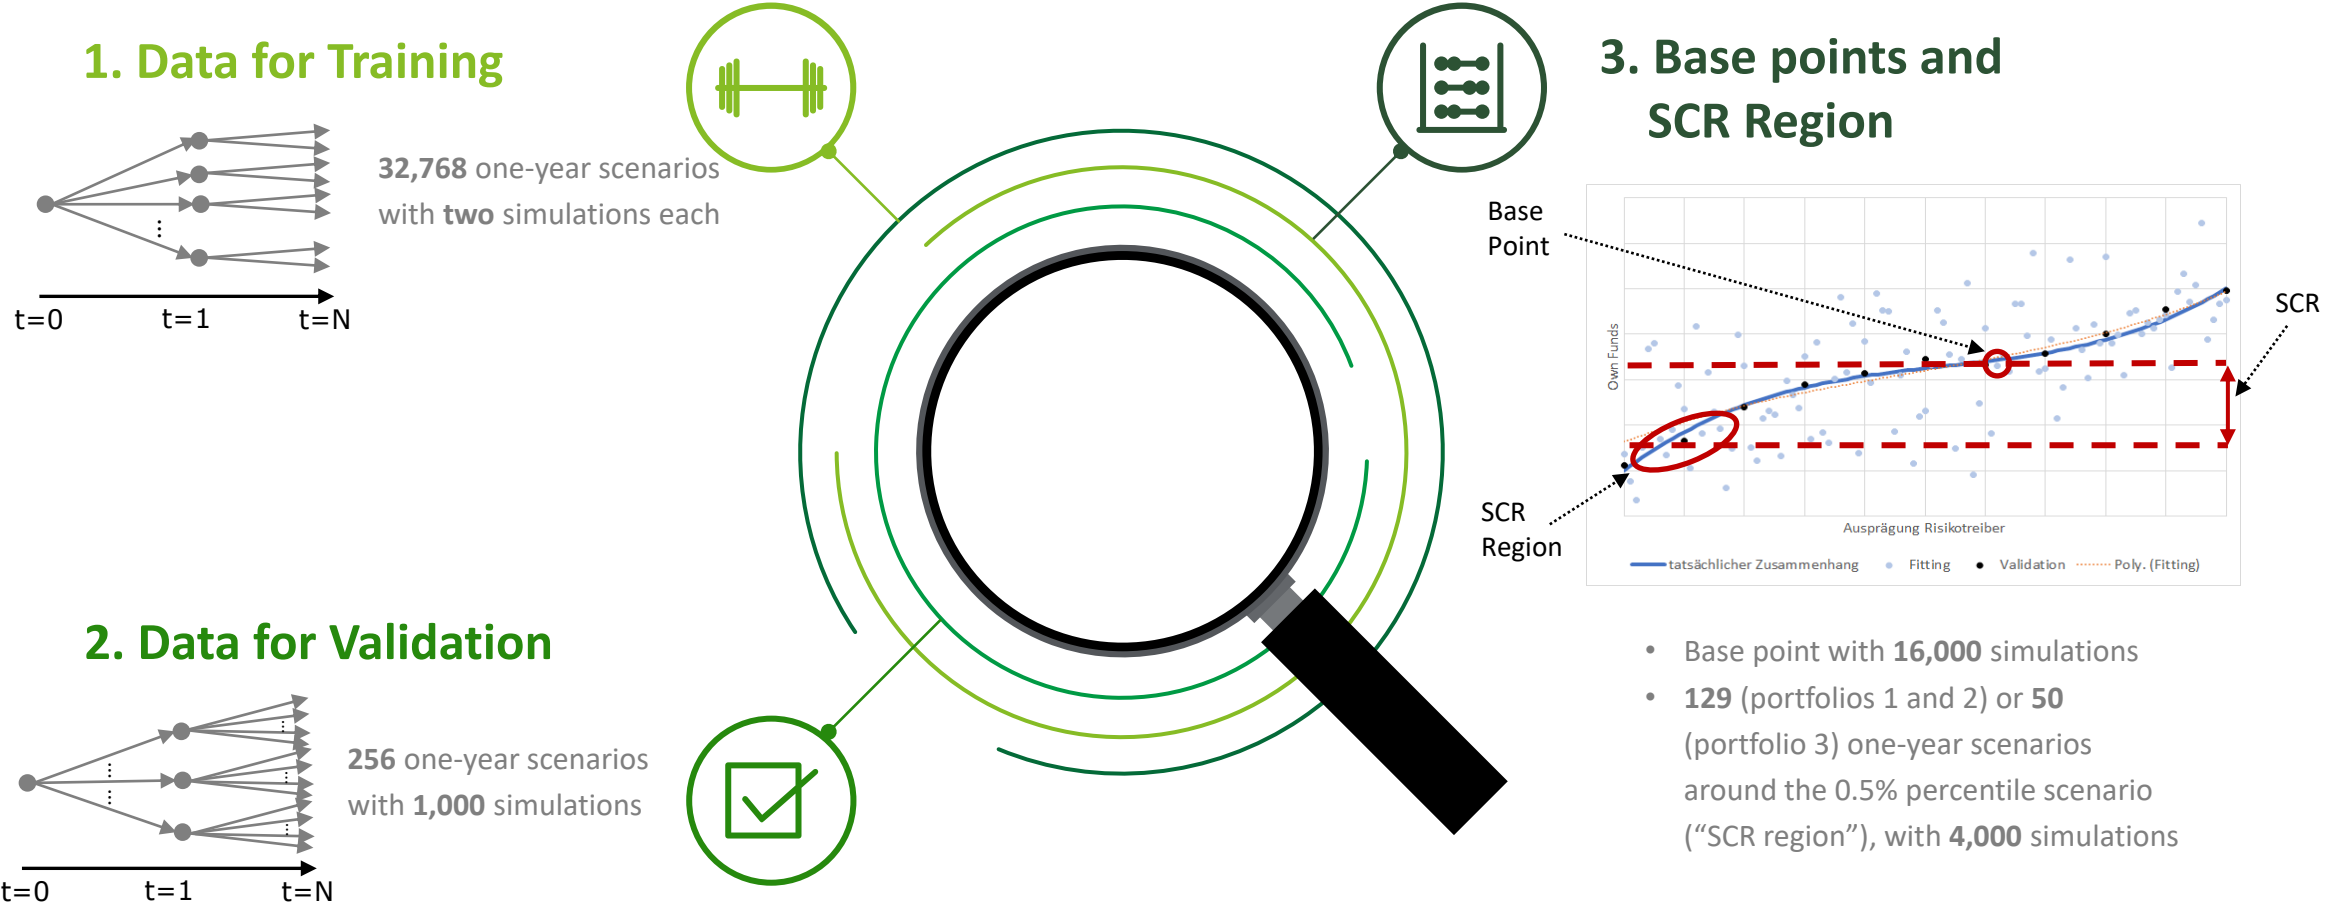 1. Data for Training
32,768 one-year scenarios
with two simulations each
t=0
t=1
t=N
2. Data for Validation
256 one-year scenarios
with 1,000 simulations
t=0
t=1
t=N
3. Base points and
SCR Region
Base
Point
SCR
SCR
Region
Own Funds
Ausprägung Risikotreiber
tatsächlicher Zusammenhang
Fitting
Validation
Poly. (Fitting)
• Base point with 16,000 simulations
• 129 (portfolios 1 and 2) or 50
(portfolio 3) one-year scenarios
around the 0.5% percentile scenario
(“SCR region”), with 4,000 simulations